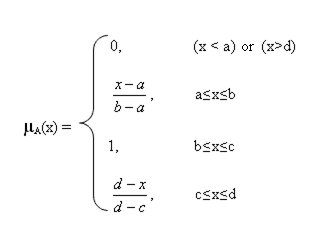 0, (x < a) or (x>d)
x − a
b − a , a≤x≤b
μA(x) =
1, b≤x≤c
d − x
d − c , c≤x≤d